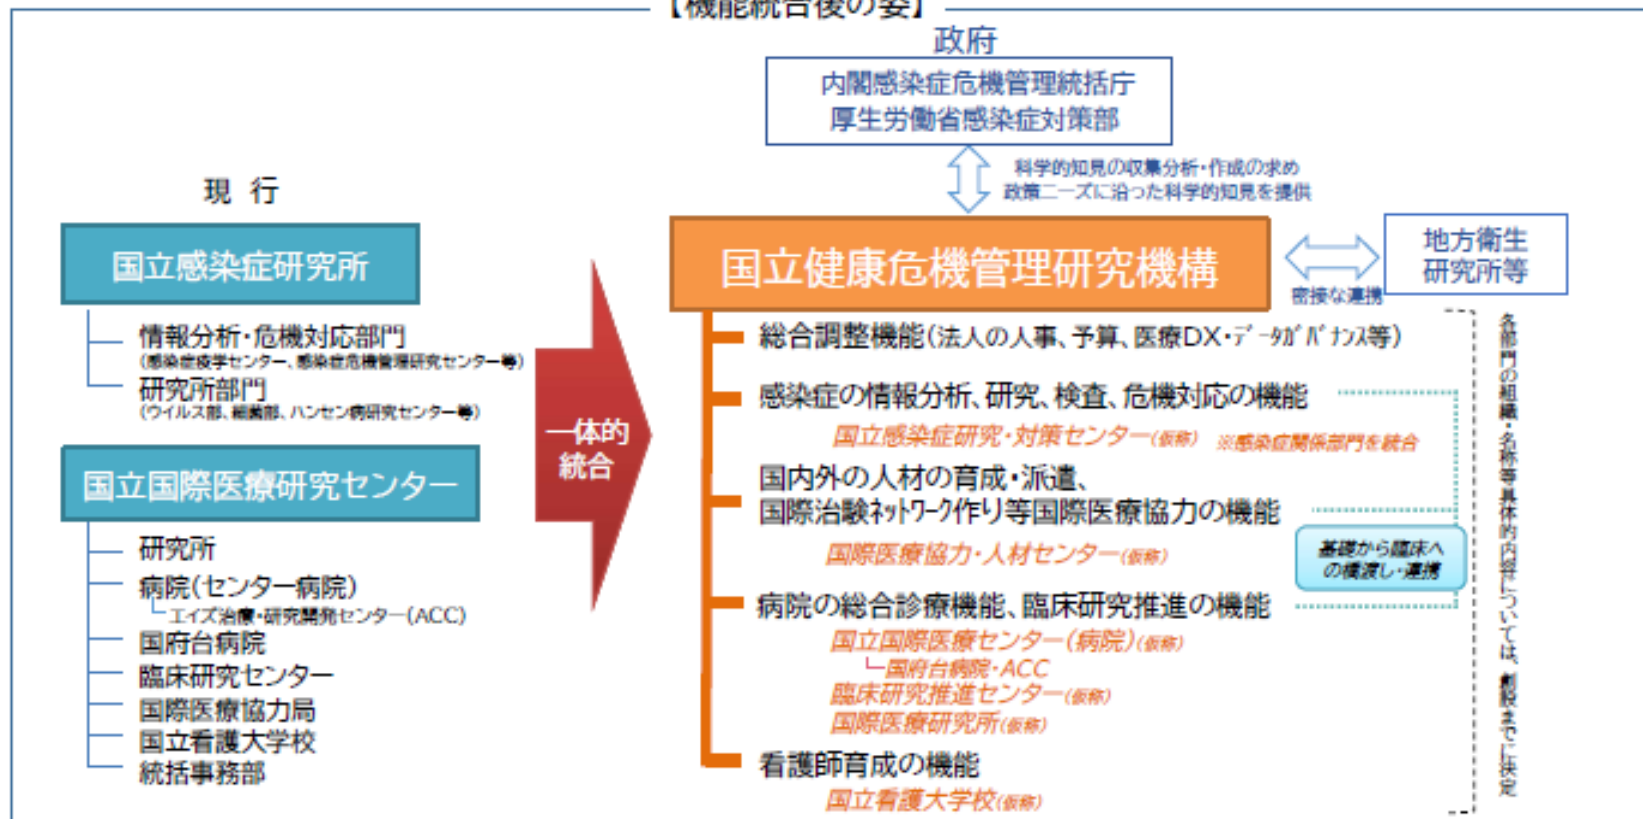 【機能統合後の姿】
政府
内閣感染症危機管理統括庁
厚生労働省感染症対策部
科学的知見の収集分析・作成の求め
政策ニーズに沿った科学的知見を提供
現 行
国立感染症研究所
情報分析・危機対応部門
(感染症疫学センター、感染症危機管理研究センター等)
研究所部門
(ウイルス部、細菌部、ハンセン病研究センター等)
国立国際医療研究センター
研究所
病院(センター病院)
エイズ治療・研究開発センター(ACC)
国府台病院
臨床研究センター
国際医療協力局
国立看護大学校
統括事務部
一体的
統合
国立健康危機管理研究機構
密接な連携
地方衛生
研究所等
総合調整機能(法人の人事、予算、医療DX・ﾃﾞｰﾀｶﾞﾊﾞﾅﾝｽ等)
感染症の情報分析、研究、検査、危機対応の機能
国立感染症研究・対策センター(仮称) ※感染症関係部門を統合
国内外の人材の育成・派遣、
国際治験ﾈｯﾄﾜｰｸ作り等国際医療協力の機能
国際医療協力・人材センター(仮称)
基礎から臨床へ
の橋渡し・連携
病院の総合診療機能、臨床研究推進の機能
国立国際医療センター(病院)(仮称)
国府台病院・ACC
臨床研究推進センター(仮称)
国際医療研究所(仮称)
看護師育成の機能
国立看護大学校(仮称)
各部門の組織・名称等具体的内容については、創設までに決定